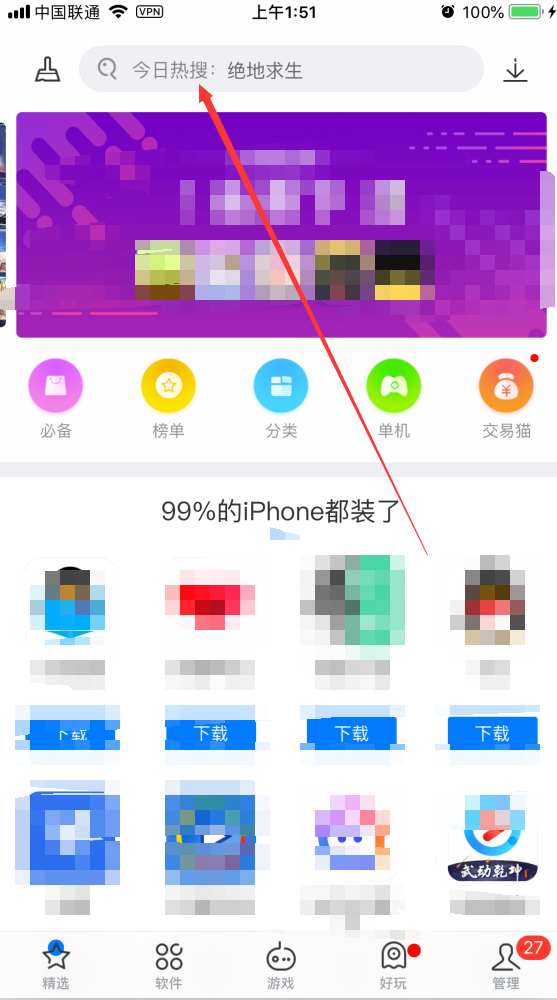 中国联通 VPN 上午1:51 100%
今日热搜：绝地求生
必备 榜单 分类 单机 交易猫
99%的iPhone都装了
下载 下载 下载 下载
武动乾坤
精选 软件 游戏 好玩 管理 27